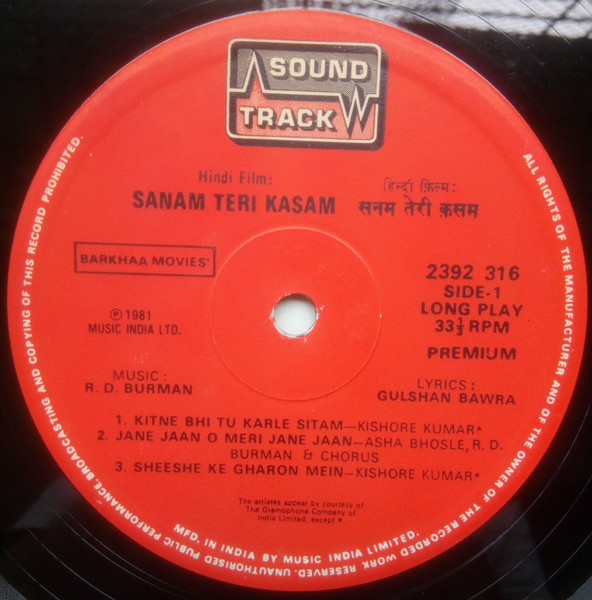 SOUND
TRACK
Hindi Film:
हिन्दी फ़िल्म:
SANAM TERI KASAM
सनम तेरी क़सम
BARKHAA MOVIES'
2392 316
SIDE-1
LONG PLAY
33⅓ RPM
PREMIUM
℗ 1981
MUSIC INDIA LTD.
MUSIC:
R. D. BURMAN
LYRICS:
GULSHAN BAWRA
1. KITNE BHI TU KARLE SITAM—KISHORE KUMAR*
2. JANE JAAN O MERI JANE JAAN—ASHA BHOSLE, R. D.
BURMAN & CHORUS
3. SHEESHE KE GHARON MEIN—KISHORE KUMAR*
The artistes appear by courtesy of
The Gramophone Company of
India Limited, except *
MFD. IN INDIA BY MUSIC INDIA LIMITED.
ALL RIGHTS OF THE MANUFACTURER AND OF THE OWNER OF THE RECORDED WORK RESERVED. UNAUTHORISED PUBLIC PERFORMANCE BROADCASTING AND COPYING OF THIS RECORD PROHIBITED.